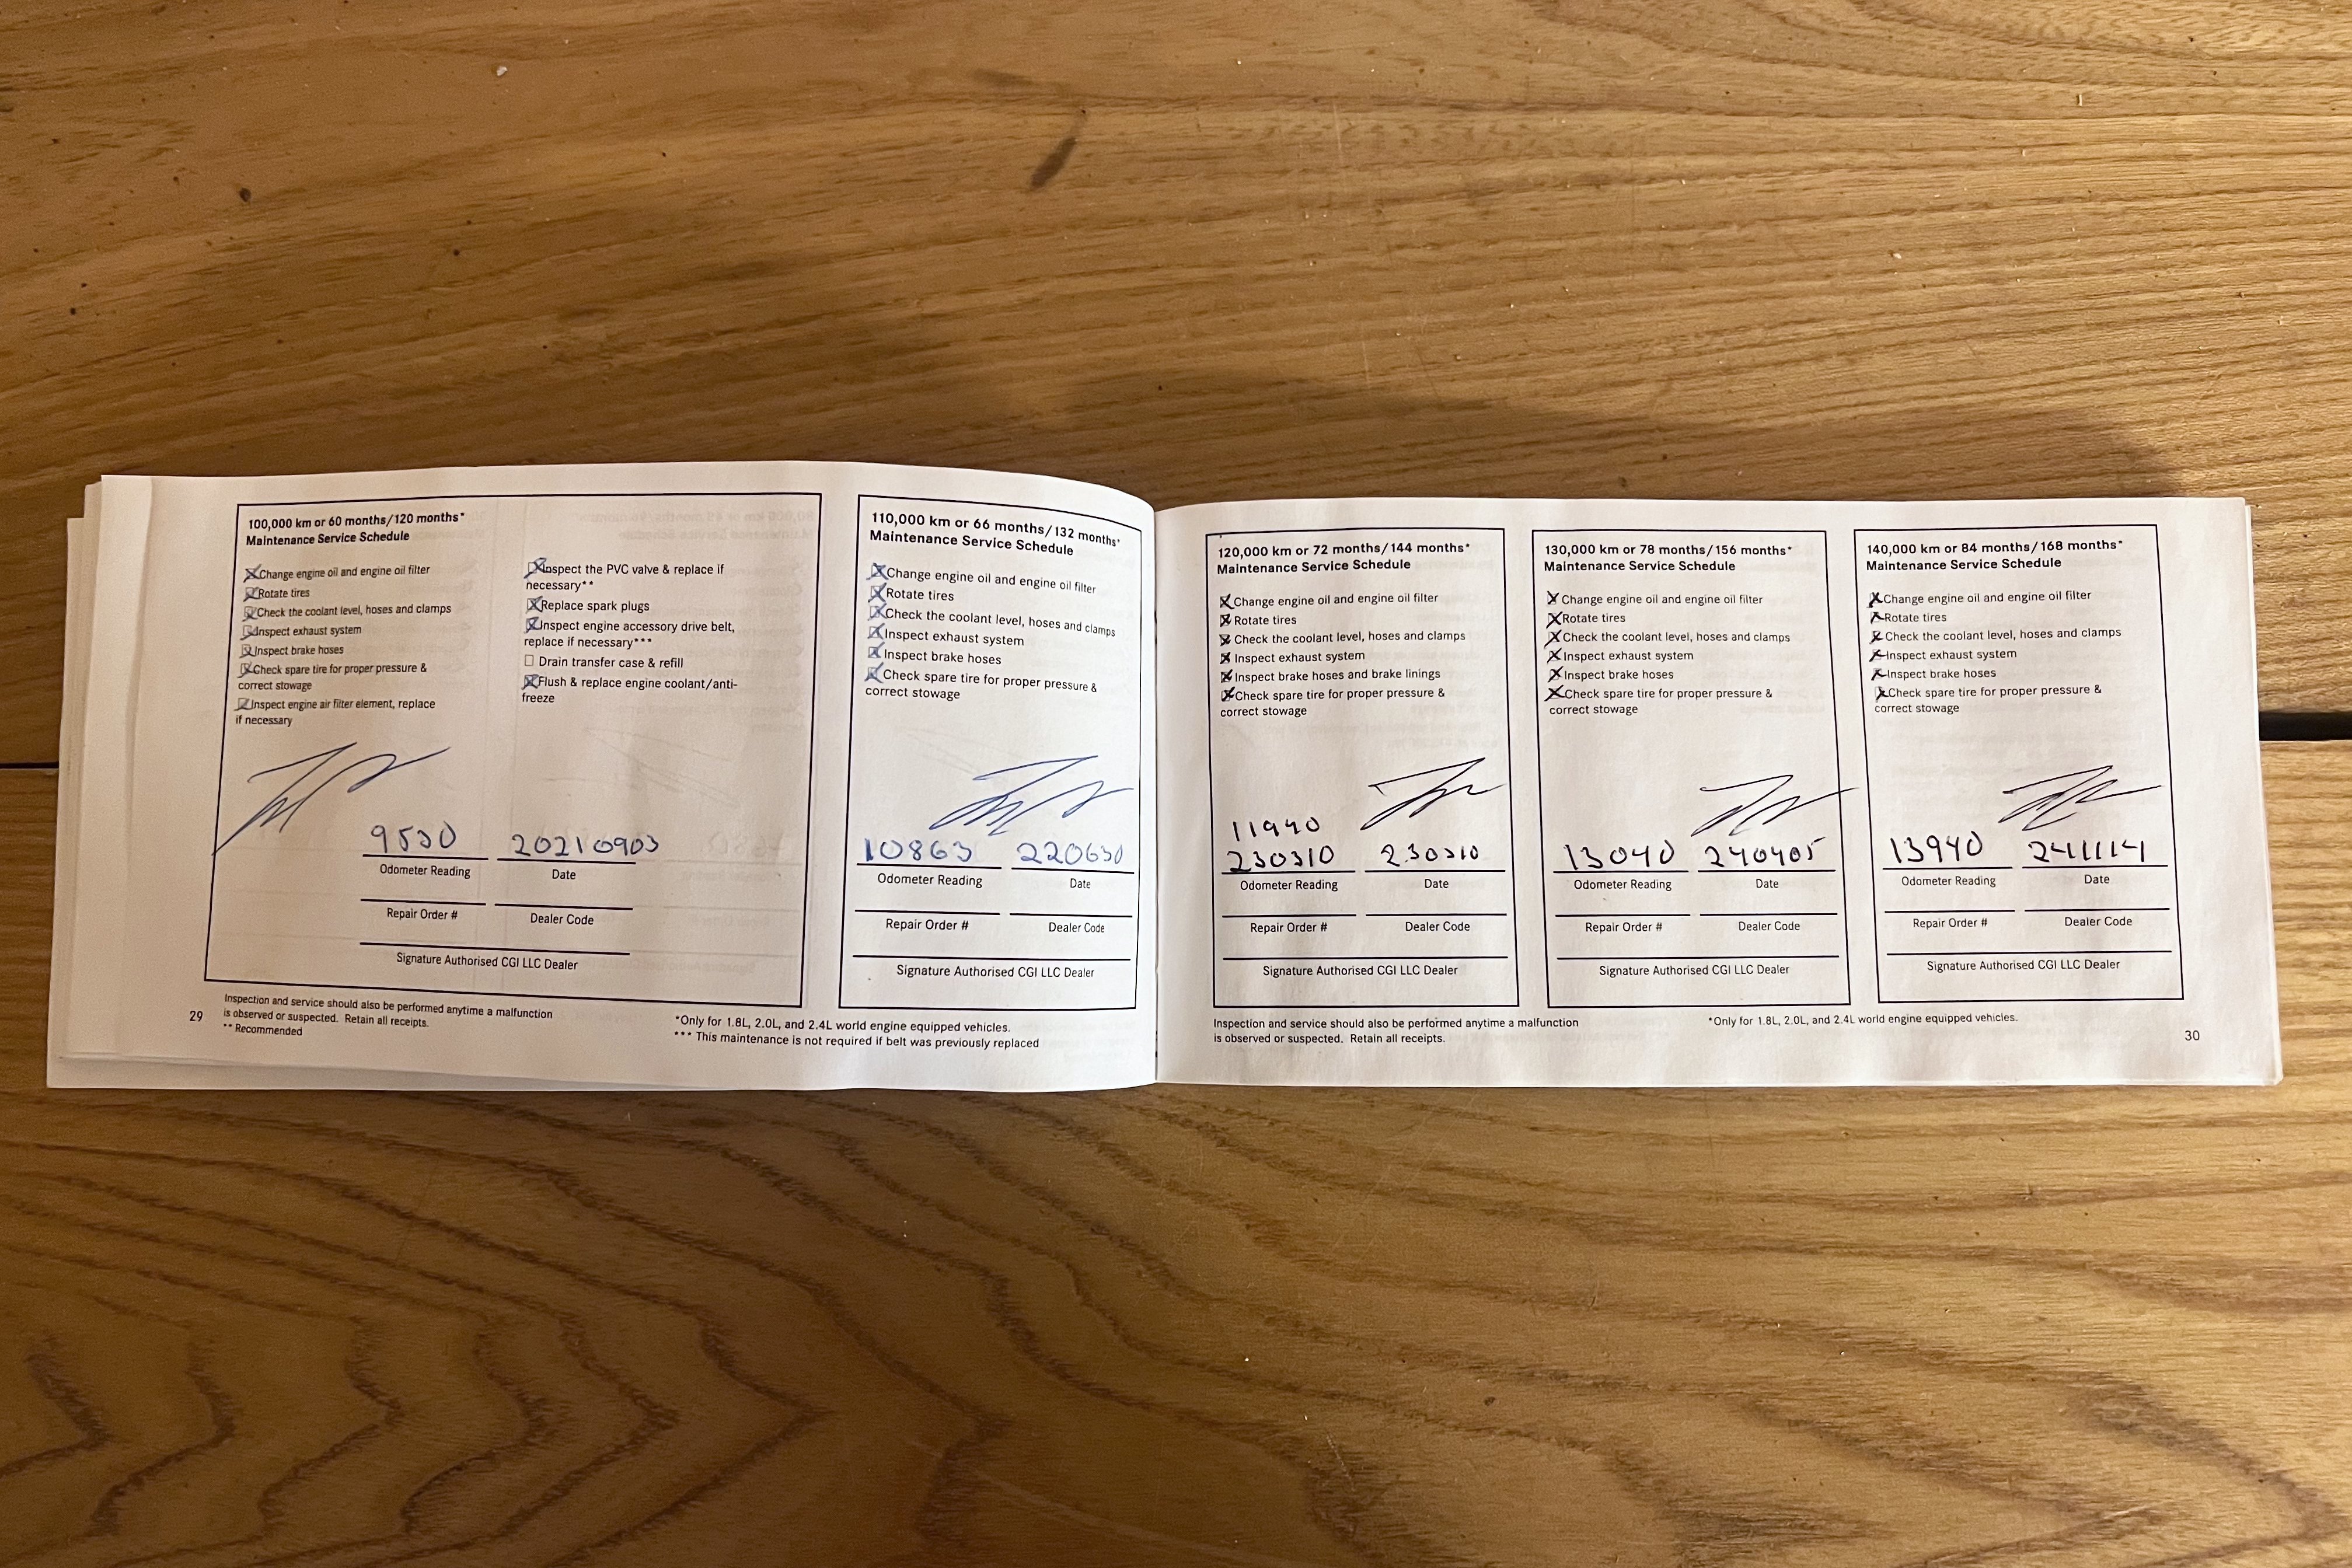 100,000 km or 60 months/120 months*
Maintenance Service Schedule
Change engine oil and engine oil filter
Rotate tires
Check the coolant level, hoses and clamps
Inspect exhaust system
Inspect brake hoses
Check spare tire for proper pressure &
correct stowage
Inspect engine air filter element, replace
if necessary
Inspect the PVC valve & replace if
necessary**
Replace spark plugs
Inspect engine accessory drive belt,
replace if necessary***
Drain transfer case & refill
Flush & replace engine coolant/anti-
freeze
20210903
Odometer Reading
Date
Repair Order #
Dealer Code
Signature Authorised CGI LLC Dealer
110,000 km or 66 months/132 months*
Maintenance Service Schedule
Change engine oil and engine oil filter
Rotate tires
Check the coolant level, hoses and clamps
Inspect exhaust system
Inspect brake hoses
Check spare tire for proper pressure &
correct stowage
10863 220630
Odometer Reading
Date
Repair Order #
Dealer Code
Signature Authorised CGI LLC Dealer
29
Inspection and service should also be performed anytime a malfunction
is observed or suspected. Retain all receipts.
** Recommended
*Only for 1.8L, 2.0L, and 2.4L world engine equipped vehicles.
*** This maintenance is not required if belt was previously replaced
120,000 km or 72 months/144 months*
Maintenance Service Schedule
Change engine oil and engine oil filter
Rotate tires
Check the coolant level, hoses and clamps
Inspect exhaust system
Inspect brake hoses and brake linings
Check spare tire for proper pressure &
correct stowage
11940
230310 230310
Odometer Reading
Date
Repair Order #
Dealer Code
Signature Authorised CGI LLC Dealer
130,000 km or 78 months/156 months*
Maintenance Service Schedule
Change engine oil and engine oil filter
Rotate tires
Check the coolant level, hoses and clamps
Inspect exhaust system
Inspect brake hoses
Check spare tire for proper pressure &
correct stowage
13040 240405
Odometer Reading
Date
Repair Order #
Dealer Code
Signature Authorised CGI LLC Dealer
140,000 km or 84 months/168 months*
Maintenance Service Schedule
Change engine oil and engine oil filter
Rotate tires
Check the coolant level, hoses and clamps
Inspect exhaust system
Inspect brake hoses
Check spare tire for proper pressure &
correct stowage
13940 241114
Odometer Reading
Date
Repair Order #
Dealer Code
Signature Authorised CGI LLC Dealer
Inspection and service should also be performed anytime a malfunction
is observed or suspected. Retain all receipts.
*Only for 1.8L, 2.0L, and 2.4L world engine equipped vehicles.
30